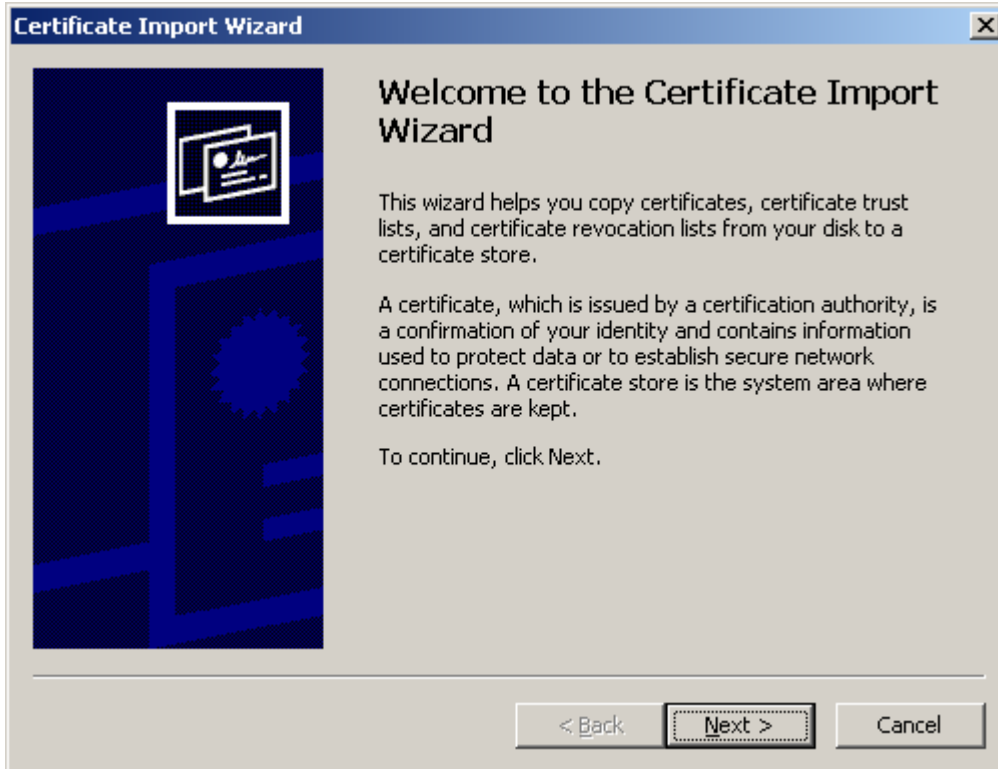 Certificate Import Wizard
Welcome to the Certificate Import
Wizard
This wizard helps you copy certificates, certificate trust
lists, and certificate revocation lists from your disk to a
certificate store.
A certificate, which is issued by a certification authority, is
a confirmation of your identity and contains information
used to protect data or to establish secure network
connections. A certificate store is the system area where
certificates are kept.
To continue, click Next.
< Back Next > Cancel